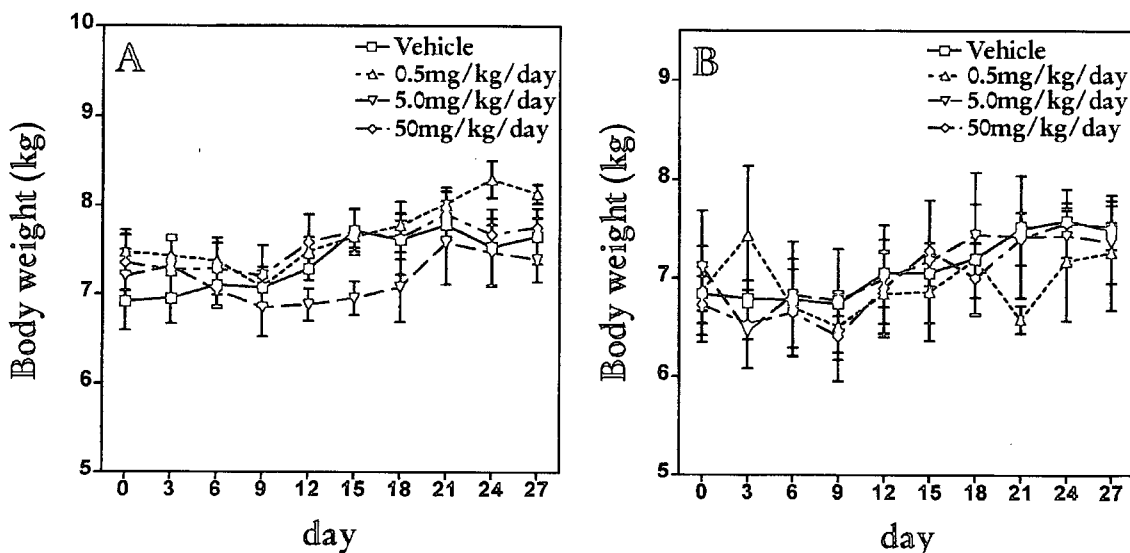 A
Vehicle
0.5mg/kg/day
5.0mg/kg/day
50mg/kg/day
Body weight (kg)
10
9
8
7
6
5
0 3 6 9 12 15 18 21 24 27
day
B
Vehicle
0.5mg/kg/day
5.0mg/kg/day
50mg/kg/day
Body weight (kg)
9
8
7
6
5
0 3 6 9 12 15 18 21 24 27
day